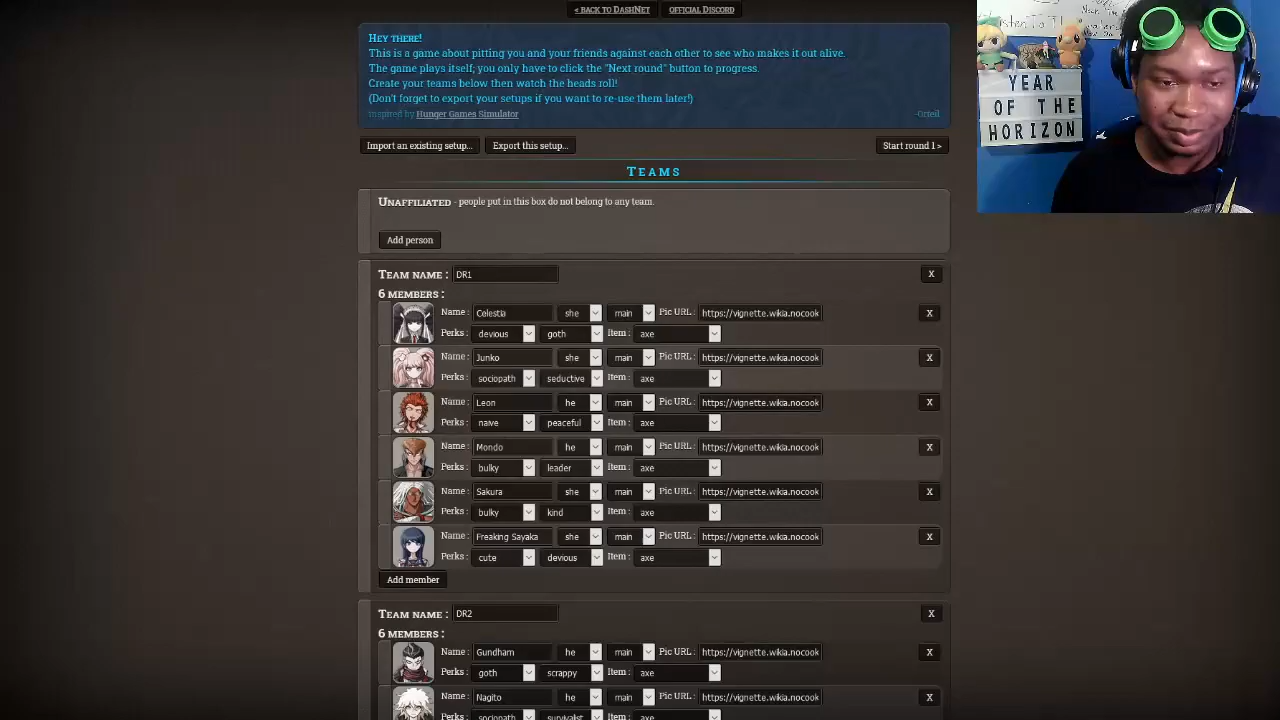 < BACK TO DASHNET OFFICIAL DISCORD
HEY THERE!
This is a game about pitting you and your friends against each other to see who makes it out alive.
The game plays itself; you only have to click the "Next round" button to progress.
Create your teams below then watch the heads roll!
(Don't forget to export your setups if you want to re-use them later!)
inspired by Hunger Games Simulator -Orteil
YEAR
OF THE
HORIZON
Import an existing setup... Export this setup... Start round 1 >
TEAMS
UNAFFILIATED - people put in this box do not belong to any team.
Add person
TEAM NAME : DR1 X
6 MEMBERS :
Name : Celestia she main Pic URL : https://vignette.wikia.nocook X
Perks : devious goth Item : axe
Name : Junko she main Pic URL : https://vignette.wikia.nocook X
Perks : sociopath seductive Item : axe
Name : Leon he main Pic URL : https://vignette.wikia.nocook X
Perks : naive peaceful Item : axe
Name : Mondo he main Pic URL : https://vignette.wikia.nocook X
Perks : bulky leader Item : axe
Name : Sakura she main Pic URL : https://vignette.wikia.nocook X
Perks : bulky kind Item : axe
Name : Freaking Sayaka she main Pic URL : https://vignette.wikia.nocook X
Perks : cute devious Item : axe
Add member
TEAM NAME : DR2 X
6 MEMBERS :
Name : Gundham he main Pic URL : https://vignette.wikia.nocook X
Perks : goth scrappy Item : axe
Name : Nagito he main Pic URL : https://vignette.wikia.nocook X
Perks : sociopath survivalist Item : axe